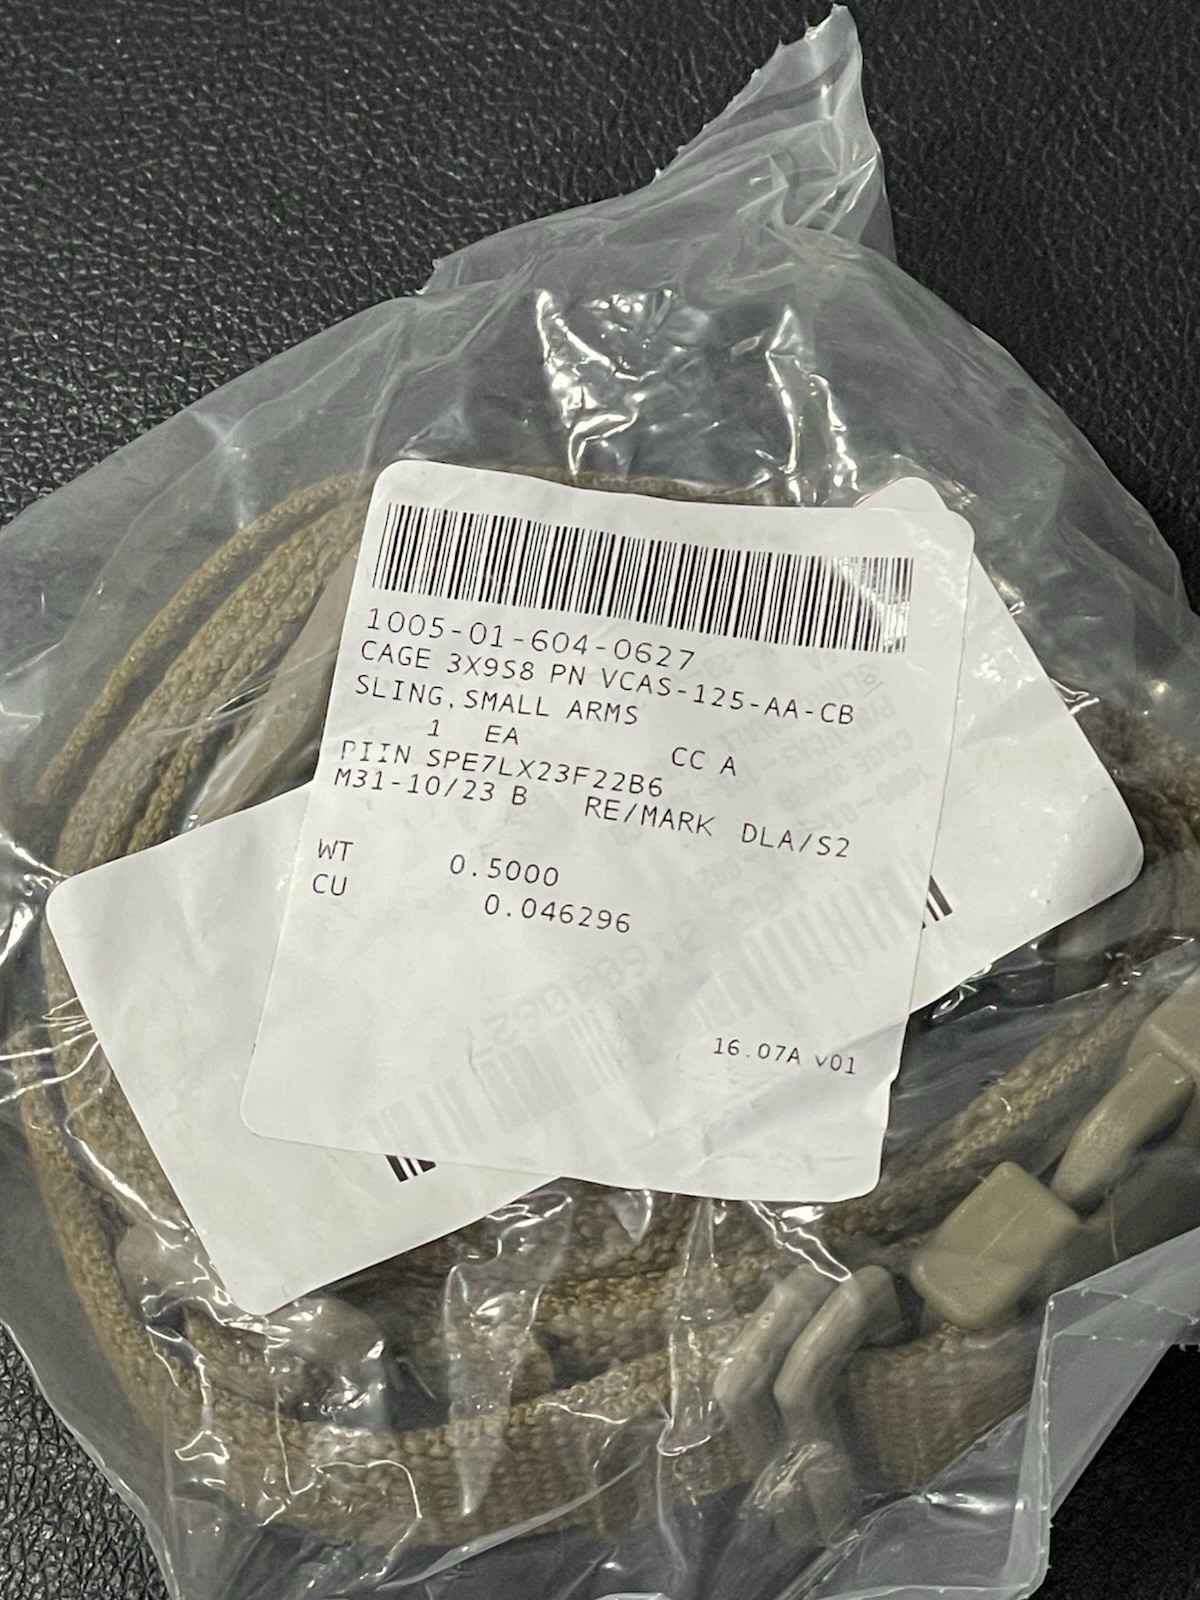 1005-01-604-0627
CAGE 3X9S8 PN VCAS-125-AA-CB
SLING, SMALL ARMS
1 EA CC A
PIIN SPE7LX23F22B6
M31-10/23 B RE/MARK DLA/S2
WT 0.5000
CU 0.046296
16.07A v01